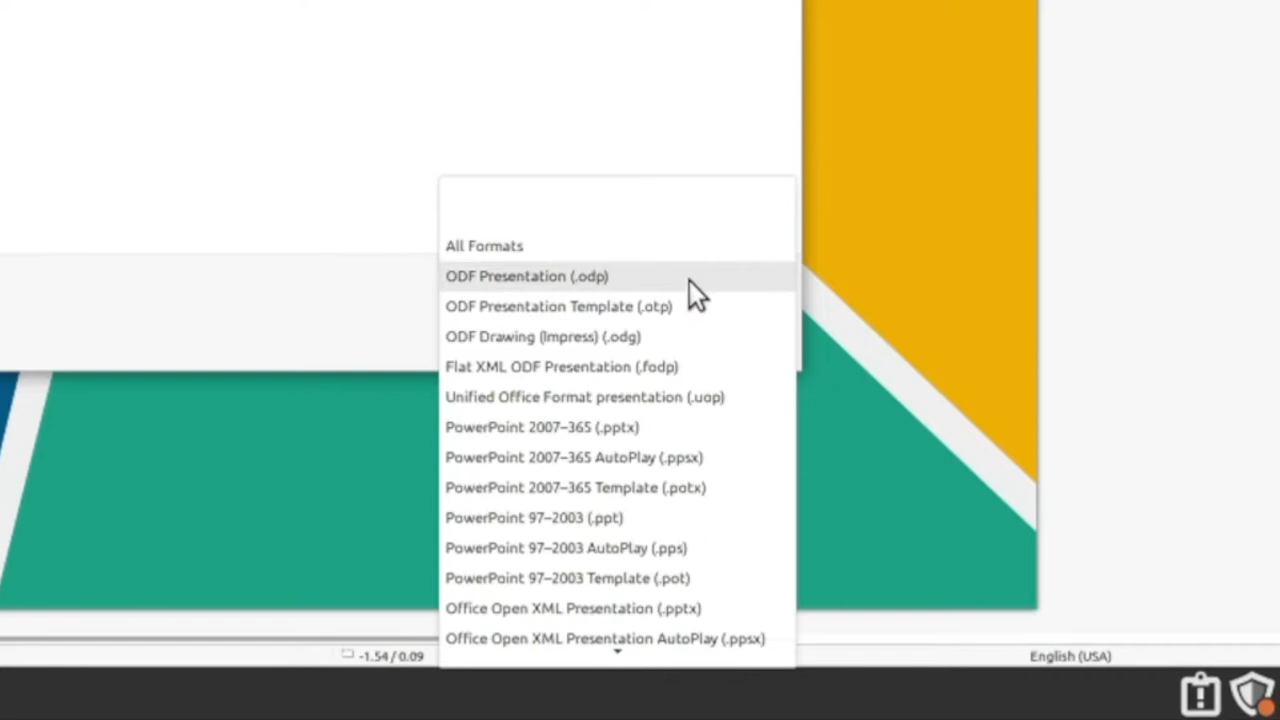 All Formats
ODF Presentation (.odp)
ODF Presentation Template (.otp)
ODF Drawing (Impress) (.odg)
Flat XML ODF Presentation (.fodp)
Unified Office Format presentation (.uop)
PowerPoint 2007–365 (.pptx)
PowerPoint 2007–365 AutoPlay (.ppsx)
PowerPoint 2007–365 Template (.potx)
PowerPoint 97–2003 (.ppt)
PowerPoint 97–2003 AutoPlay (.pps)
PowerPoint 97–2003 Template (.pot)
Office Open XML Presentation (.pptx)
Office Open XML Presentation AutoPlay (.ppsx)
-1.54 / 0.09
English (USA)